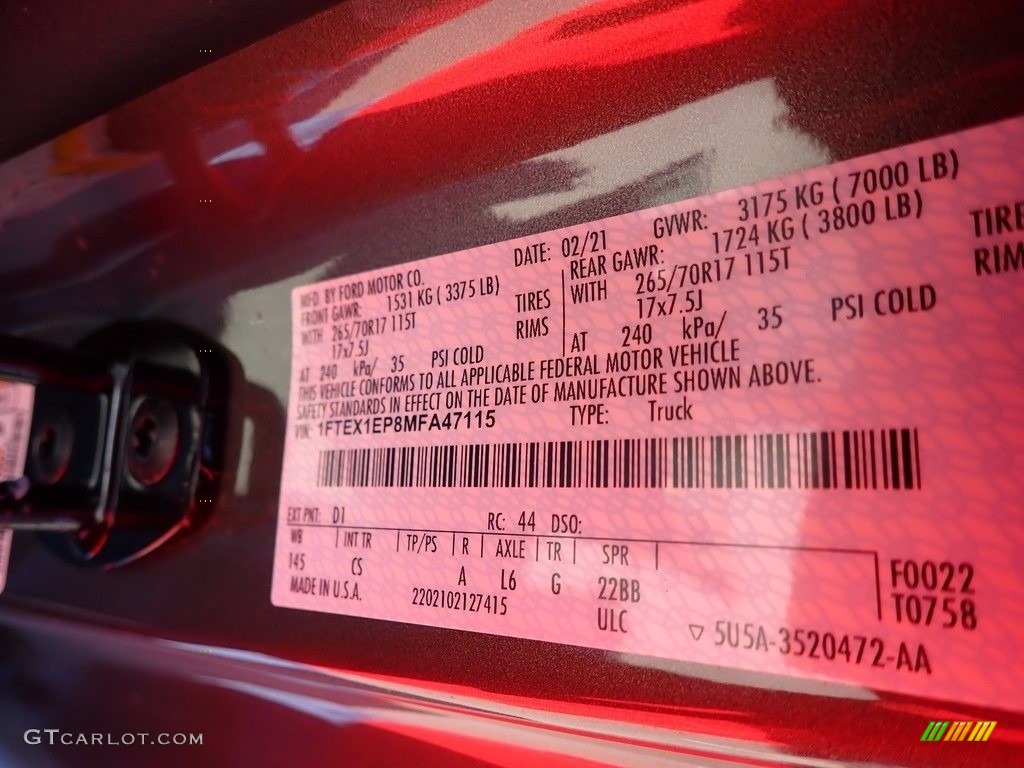 MFD. BY FORD MOTOR CO. DATE: 02/21 GVWR: 3175 KG ( 7000 LB)
FRONT GAWR: 1531 KG ( 3375 LB) REAR GAWR: 1724 KG ( 3800 LB)
WITH 265/70R17 115T TIRES WITH 265/70R17 115T TIRE
17x7.5J RIMS 17x7.5J RIM
AT 240 kPa/ 35 PSI COLD AT 240 kPa/ 35 PSI COLD
THIS VEHICLE CONFORMS TO ALL APPLICABLE FEDERAL MOTOR VEHICLE
SAFETY STANDARDS IN EFFECT ON THE DATE OF MANUFACTURE SHOWN ABOVE.
VIN: 1FTEX1EP8MFA47115 TYPE: Truck
EXT PNT: D1 RC: 44 DSO:
WB INT TR TP/PS R AXLE TR SPR
145 CS A L6 G 22BB
F0022
T0758
MADE IN U.S.A. 2202102127415 ULC
5U5A-3520472-AA
GTCARLOT.COM